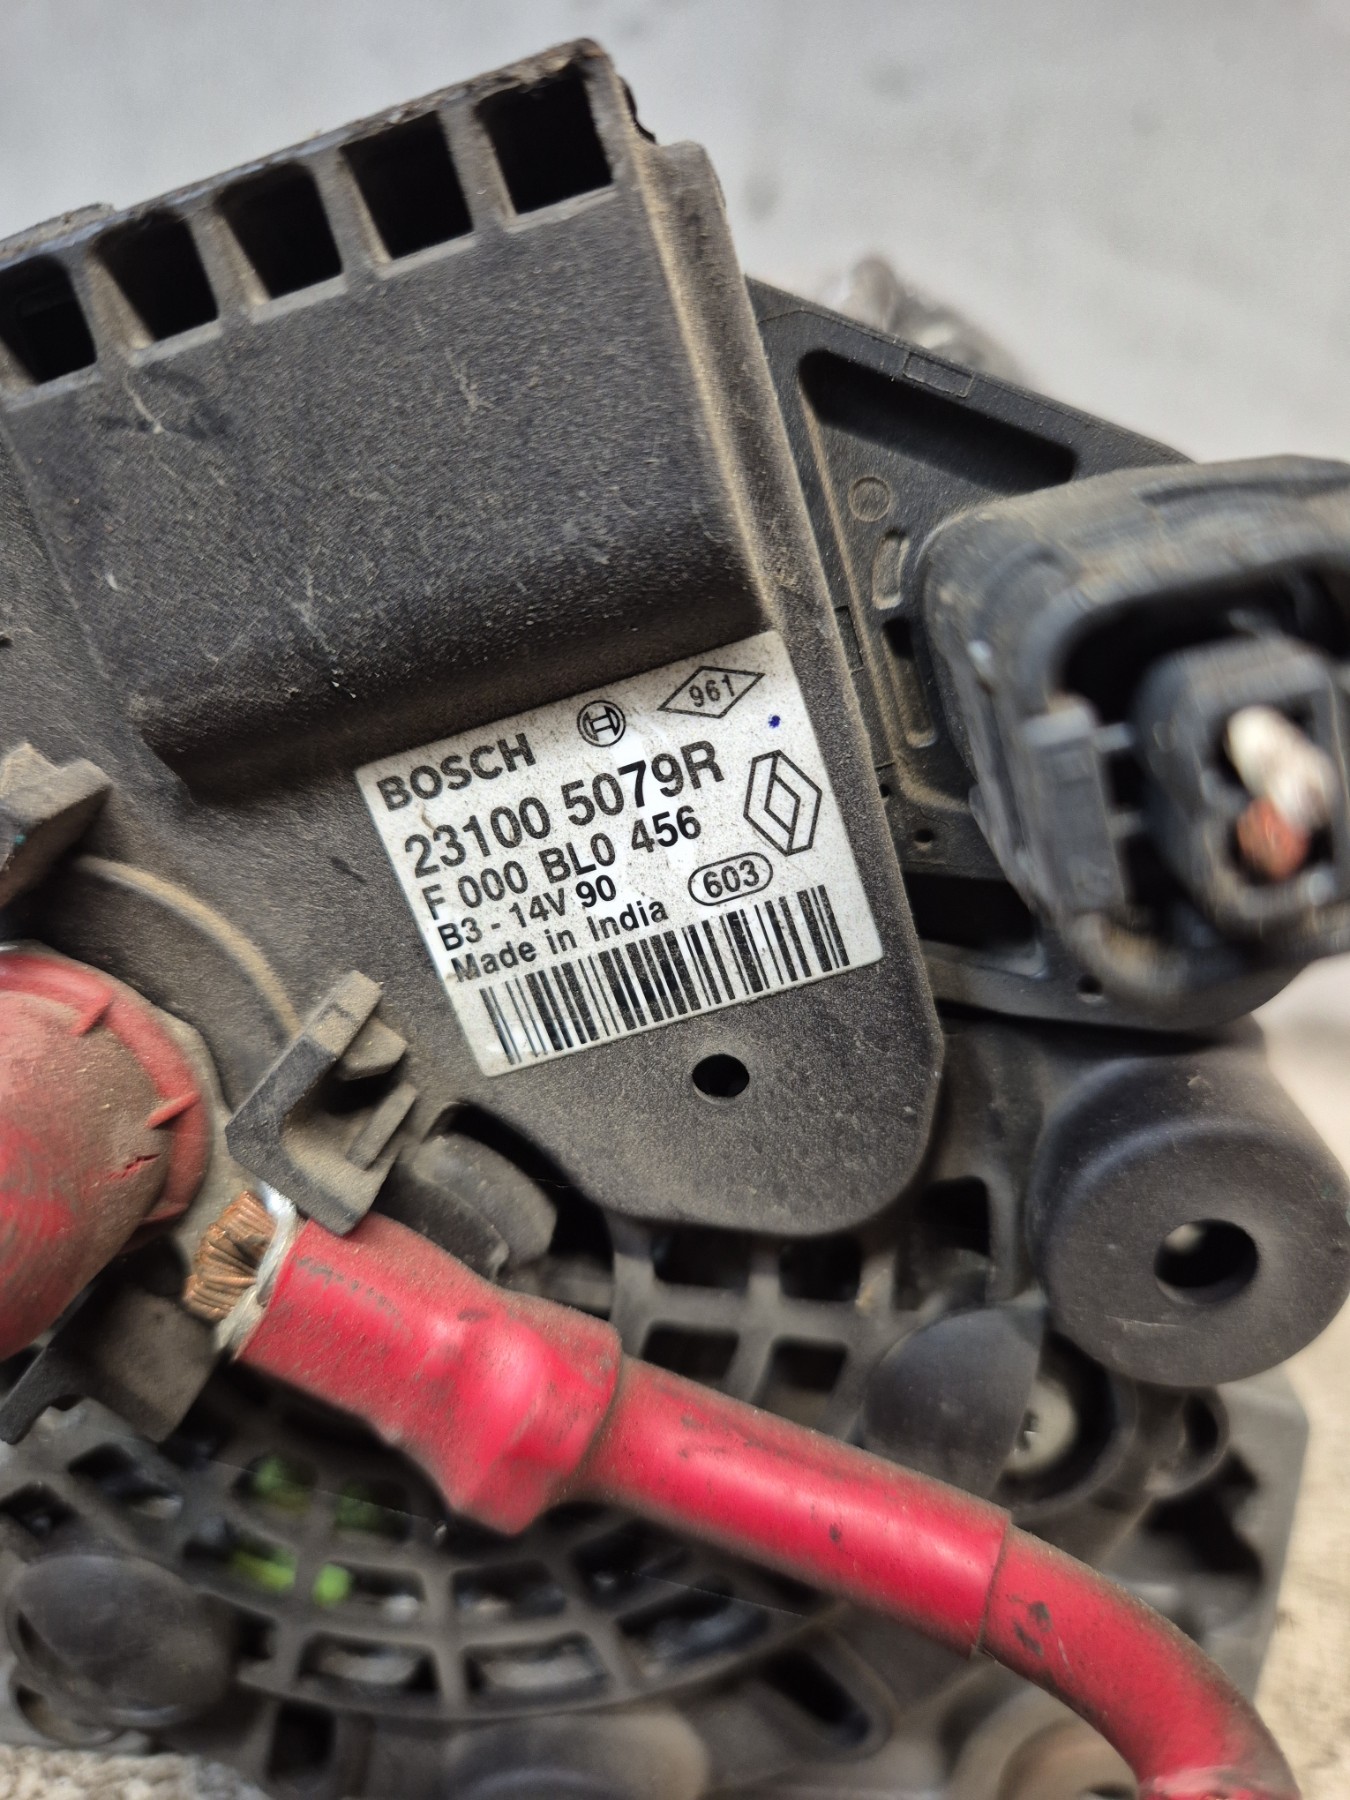 961
BOSCH
23100 5079R
F 000 BL0 456
B3 - 14V 90
603
Made in India